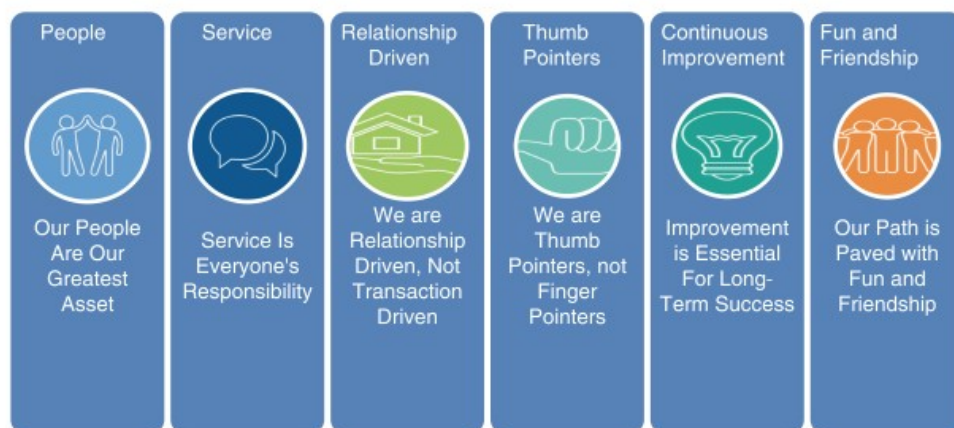 People
Our People
Are Our
Greatest
Asset
Service
Service Is
Everyone's
Responsibility
Relationship
Driven
We are
Relationship
Driven, Not
Transaction
Driven
Thumb
Pointers
We are
Thumb
Pointers, not
Finger
Pointers
Continuous
Improvement
Improvement
is Essential
For Long-
Term Success
Fun and
Friendship
Our Path is
Paved with
Fun and
Friendship